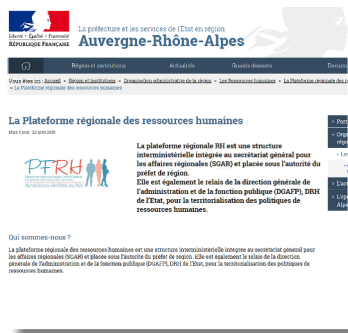 Liberté • Égalité • Fraternité
RÉPUBLIQUE FRANÇAISE
La préfecture et les services de l'État en région
Auvergne-Rhône-Alpes
Région et institutions Actualités Grands dossiers Docum
Vous êtes ici : Accueil > Région et institutions > Organisation administrative de la région > Les Ressources humaines > La Plateforme régionale des r
> La Plateforme régionale des ressources humaines
La Plateforme régionale des ressources humaines
Mise à jour : 22 août 2019
PFRH
AUVERGNE-RHÔNE-ALPES
La plateforme régionale RH est une structure
interministérielle intégrée au secrétariat général pour
les affaires régionales (SGAR) et placée sous l'autorité du
préfet de région.
Elle est également le relais de la direction générale de
l'administration et de la fonction publique (DGAFP), DRH
de l'Etat, pour la territorialisation des politiques de
ressources humaines.
> Port
> Orga
régio
> Les
Alpe
Qui sommes-nous ?
La plateforme régionale des ressources humaines est une structure interministérielle intégrée au secrétariat général pour
les affaires régionales (SGAR) et placée sous l'autorité du préfet de région. Elle est également le relais de la direction
générale de l'administration et de la fonction publique (DGAFP), DRH de l'Etat, pour la territorialisation des politiques de
ressources humaines.